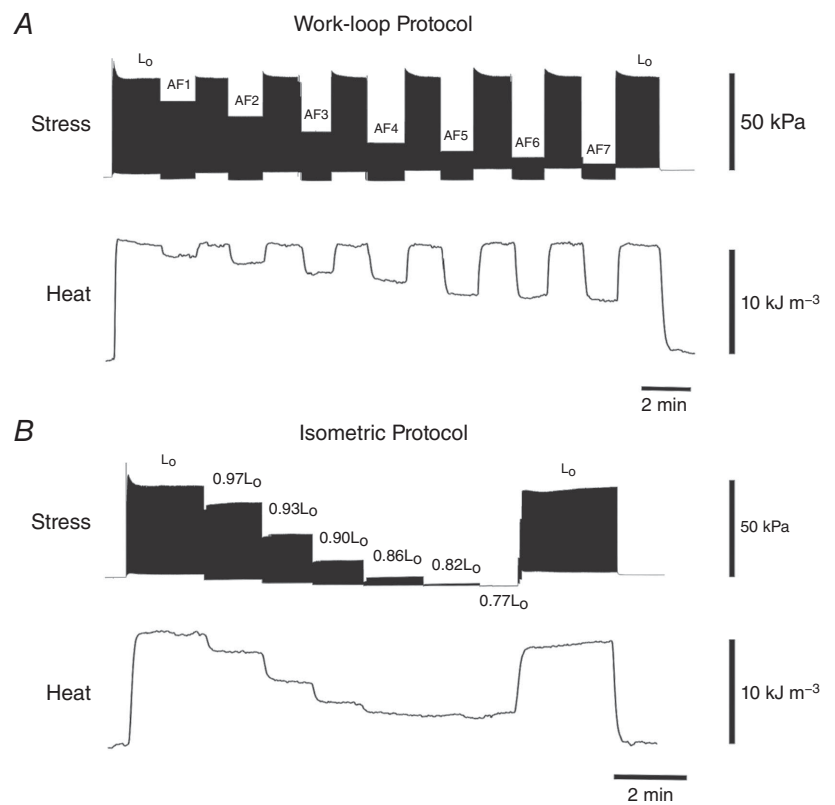 A
Work-loop Protocol
Lo
AF1
AF2
AF3
AF4
AF5
AF6
AF7
Lo
Stress
50 kPa
Heat
10 kJ m⁻³
2 min
B
Isometric Protocol
Lo
0.97Lo
0.93Lo
0.90Lo
0.86Lo
0.82Lo
0.77Lo
Lo
Stress
50 kPa
Heat
10 kJ m⁻³
2 min